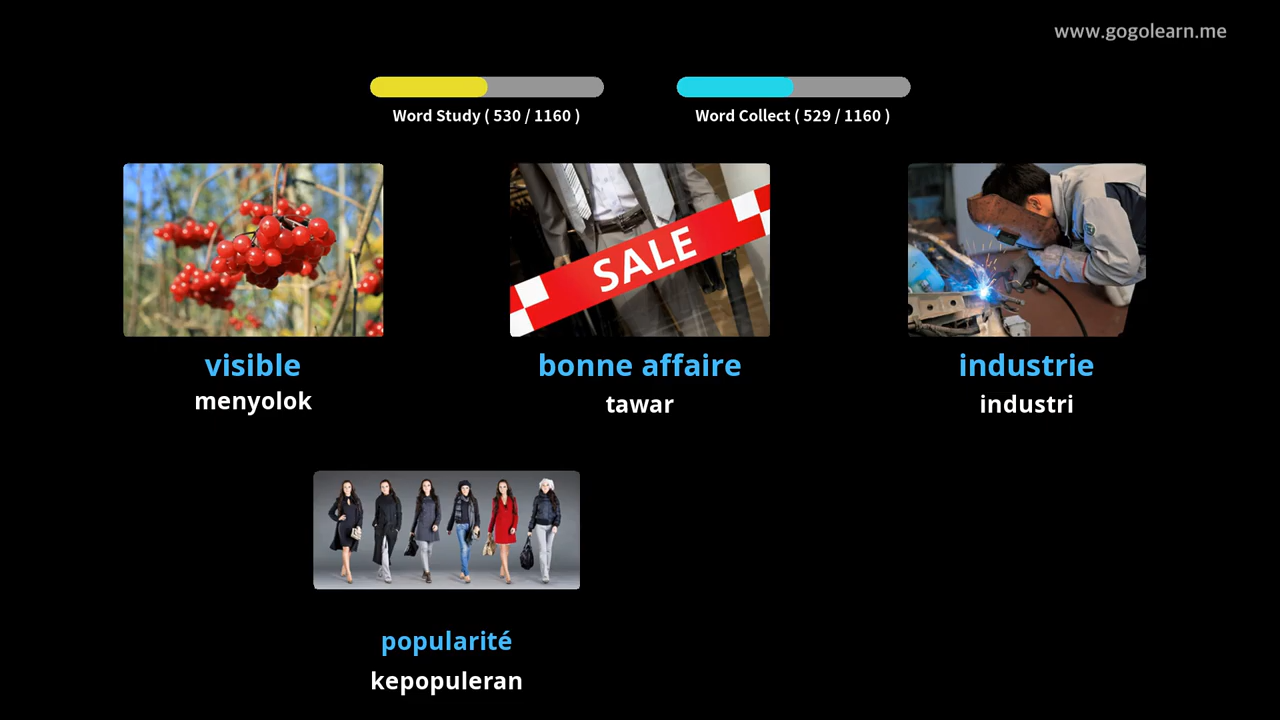 www.gogolearn.me
Word Study ( 530 / 1160 )
Word Collect ( 529 / 1160 )
SALE
visible
menyolok
bonne affaire
tawar
industrie
industri
popularité
kepopuleran